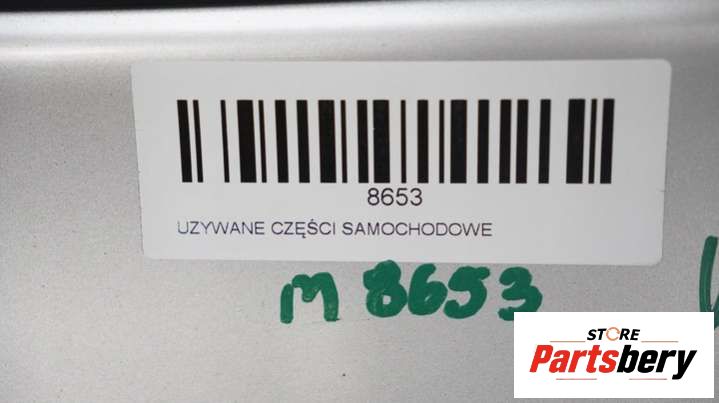 8653
UZYWANE CZĘŚCI SAMOCHODOWE
M 8653
STORE
Partsbery